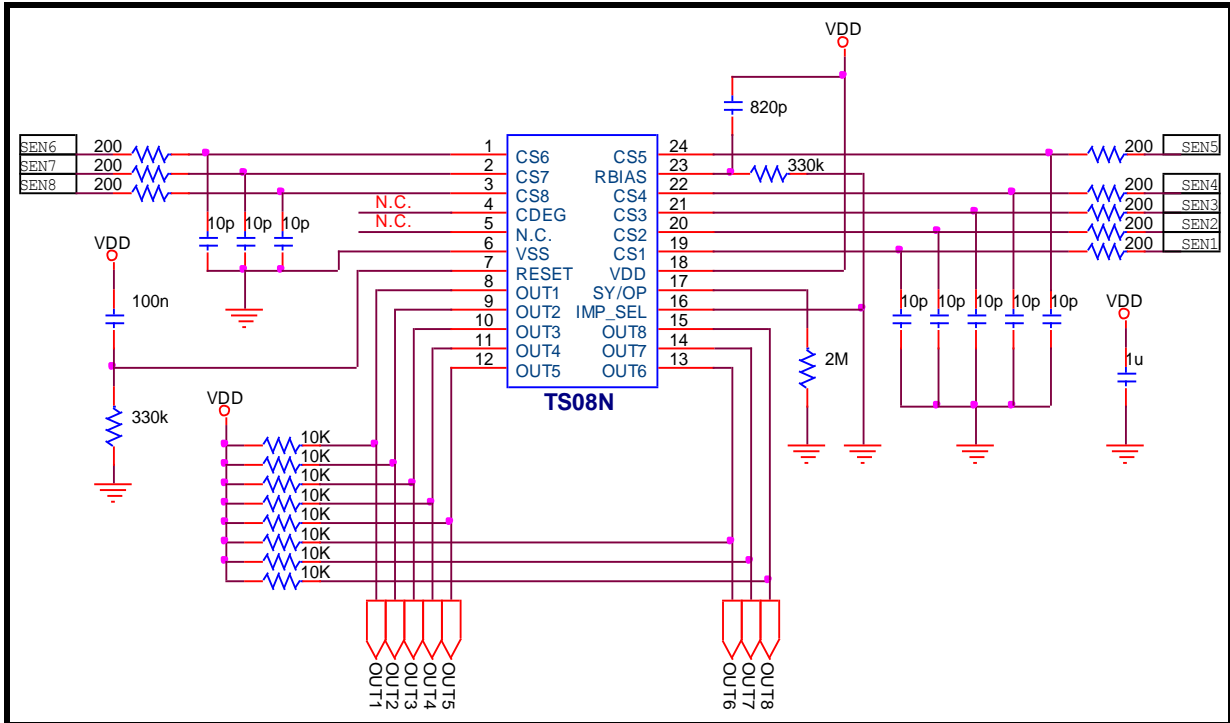 VDD
820p
SEN6 200
SEN7 200
SEN8 200
1 CS6
2 CS7
3 CS8
N.C. 4 CDEG
N.C. 5 N.C.
6 VSS
7 RESET
8 OUT1
9 OUT2
10 OUT3
11 OUT4
12 OUT5
CS5 24
RBIAS 23 330k
CS4 22
CS3 21
CS2 20
CS1 19
VDD 18
SY/OP 17
IMP_SEL 16
OUT8 15
OUT7 14
OUT6 13
TS08N
200 SEN5
200 SEN4
200 SEN3
200 SEN2
200 SEN1
10p 10p 10p
VDD
100n
330k
10p 10p 10p 10p 10p
VDD
1u
2M
VDD
10K
10K
10K
10K
10K
10K
10K
10K
OUT1
OUT2
OUT3
OUT4
OUT5
OUT6
OUT7
OUT8